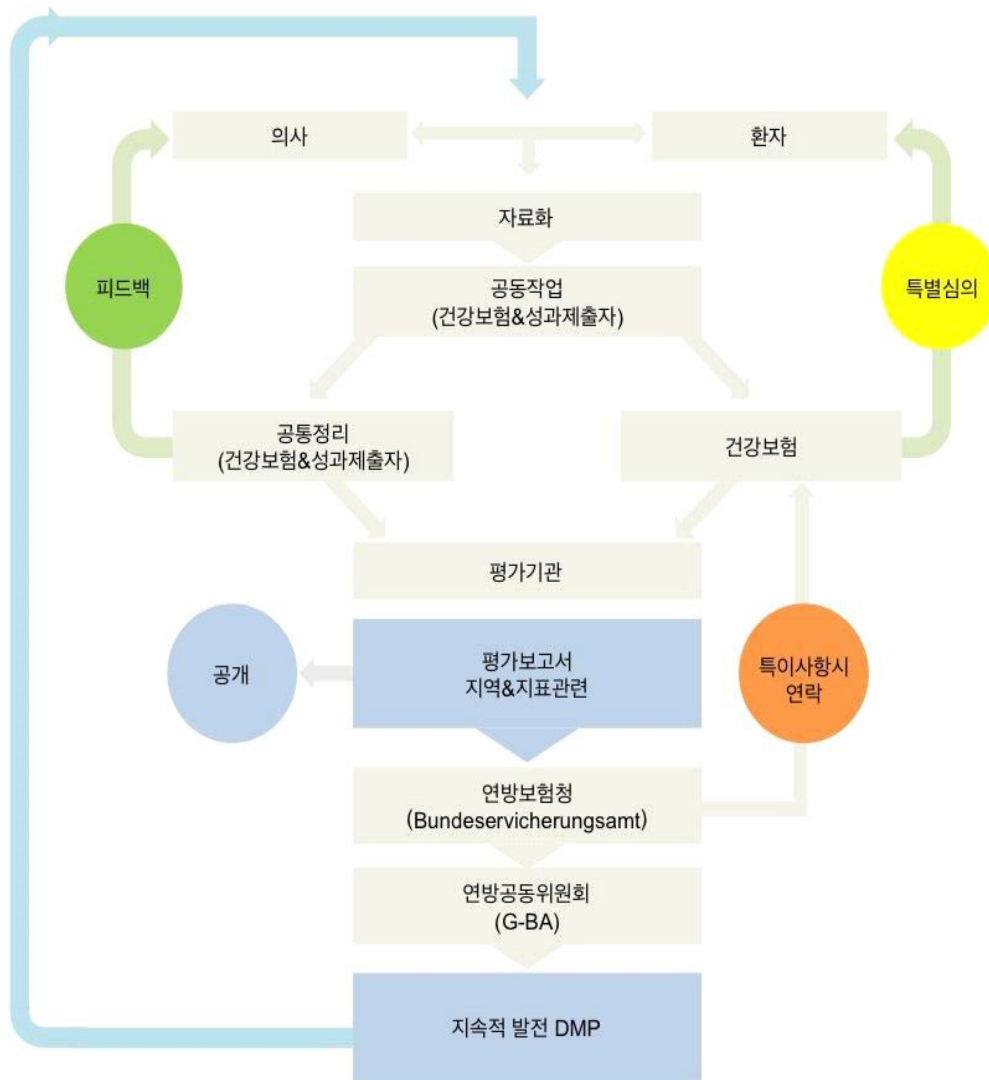 의사
환자
자료화
피드백
공동작업
(건강보험&성과제출자)
특별심의
공통정리
(건강보험&성과제출자)
건강보험
평가기관
공개
평가보고서
지역&지표관련
특이사항시
연락
연방보험청
(Bundeservicherungsamt)
연방공동위원회
(G-BA)
지속적 발전 DMP